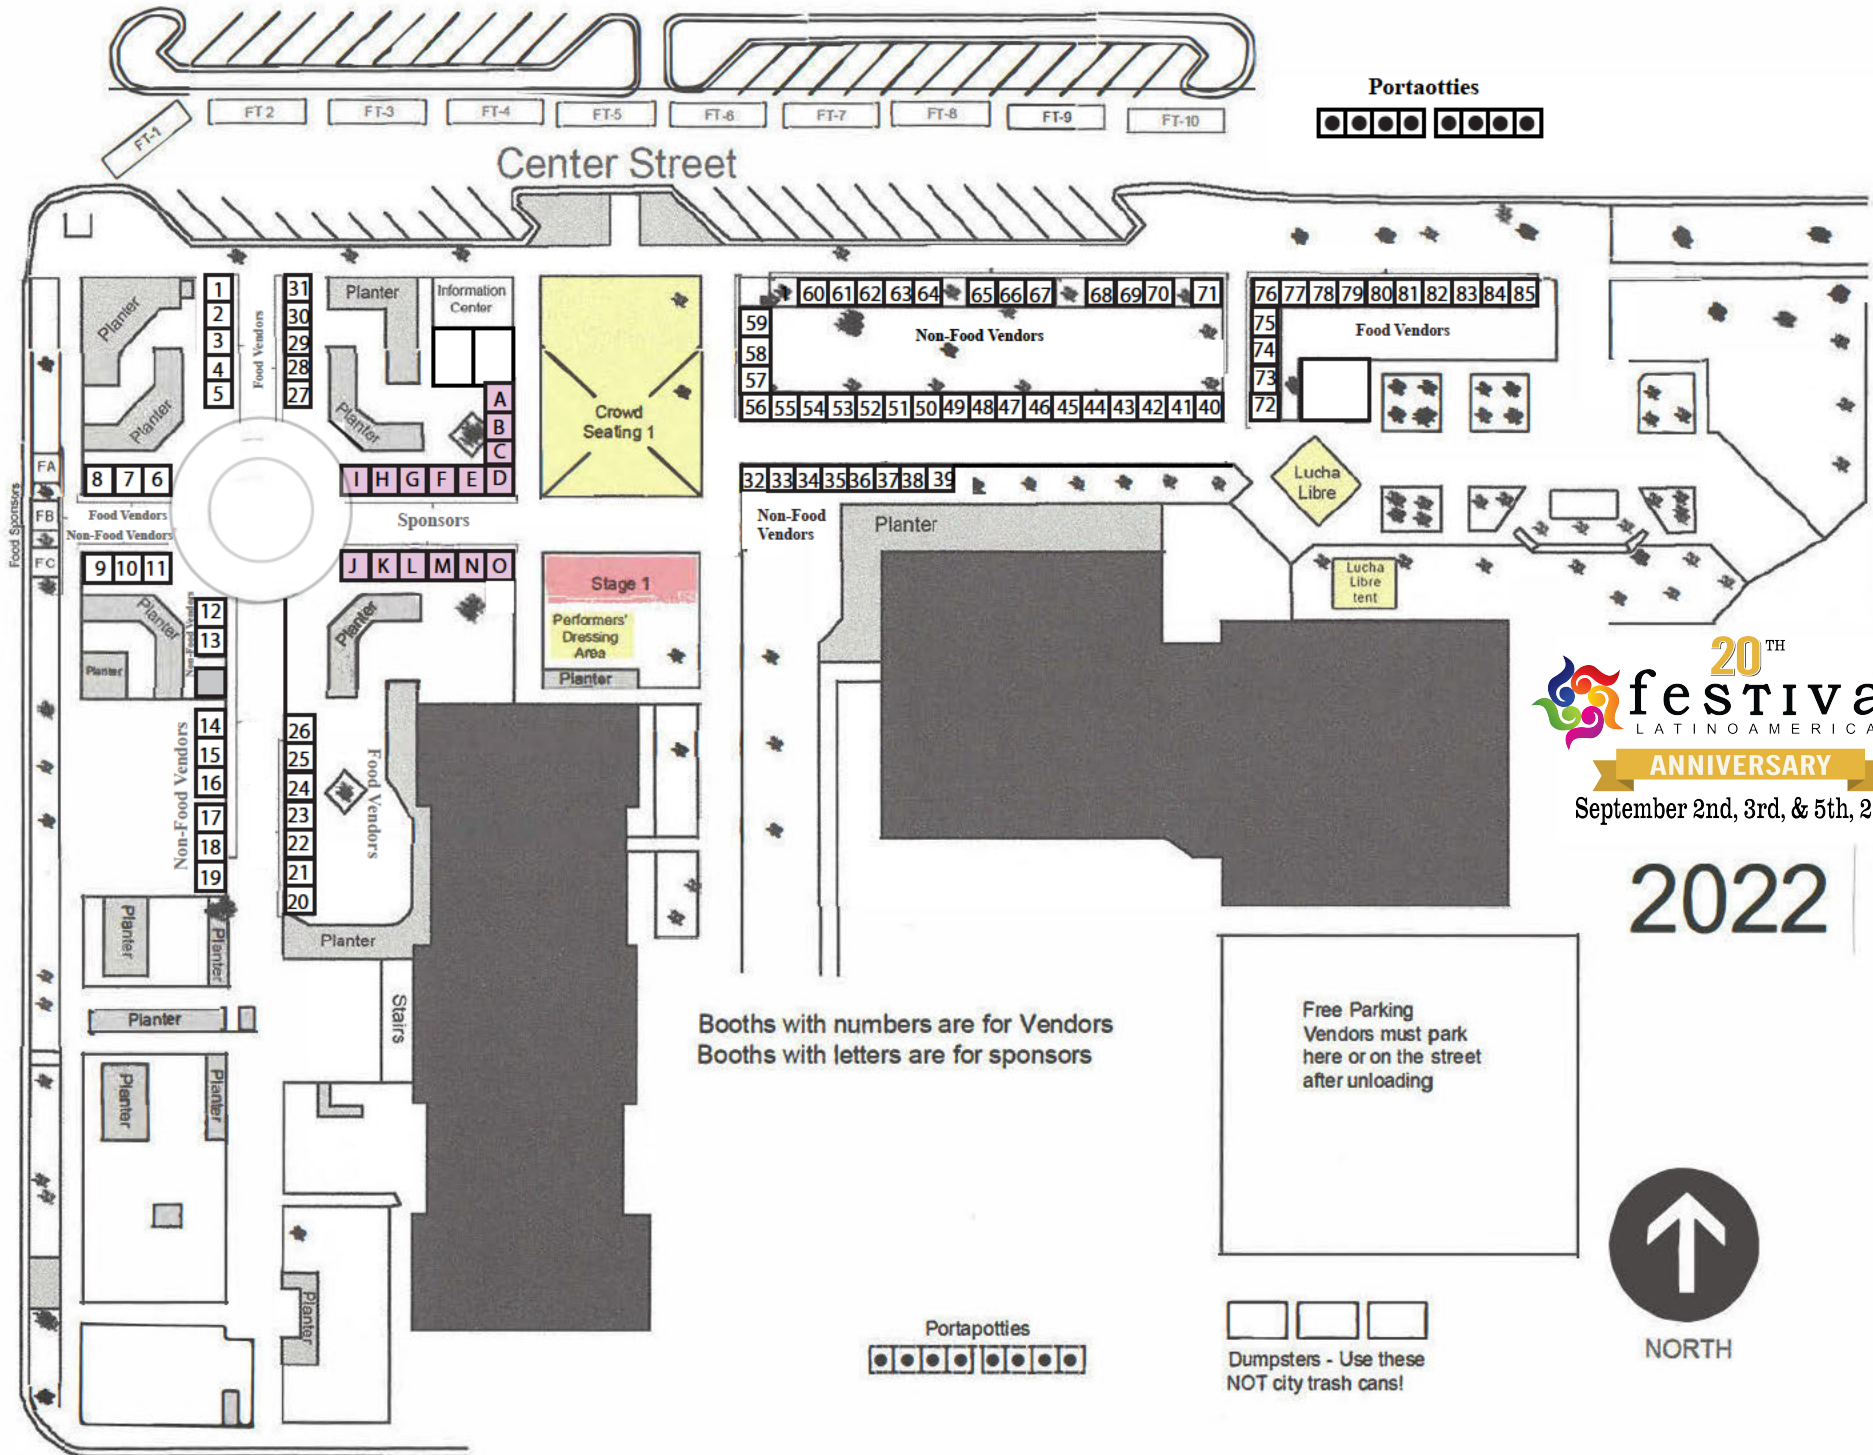 Portaotties
FT-1
FT 2
FT-3
FT-4
FT-5
FT-6
FT-7
FT-8
FT-9
FT-10
Center Street
Planter
Planter
1
2
3
4
5
Food Vendors
31
30
29
28
27
Planter
Planter
Information
Center
A
B
C
I H G F E D
Sponsors
J K L M N O
Crowd
Seating 1
Stage 1
Performers'
Dressing
Area
Planter
60 61 62 63 64 65 66 67 68 69 70 71
59
58
57
Non-Food Vendors
56 55 54 53 52 51 50 49 48 47 46 45 44 43 42 41 40
76 77 78 79 80 81 82 83 84 85
75
74
73
72
Food Vendors
32 33 34 35 36 37 38 39
Non-Food
Vendors
Planter
Lucha
Libre
Lucha
Libre
tent
Food Sponsors
FA
FB
FC
8 7 6
Food Vendors
Non-Food Vendors
9 10 11
Planter
Planter
Non-Food Vendors
12
13
Non-Food Vendors
14
15
16
17
18
19
26
25
24
23
22
21
20
Food Vendors
Planter
Planter
Planter
Planter
Stairs
Planter
Planter
Planter
Planter
20TH
festiva
LATINOAMERICA
ANNIVERSARY
September 2nd, 3rd, & 5th, 2
2022
Booths with numbers are for Vendors
Booths with letters are for sponsors
Free Parking
Vendors must park
here or on the street
after unloading
Portapotties
Dumpsters - Use these
NOT city trash cans!
NORTH